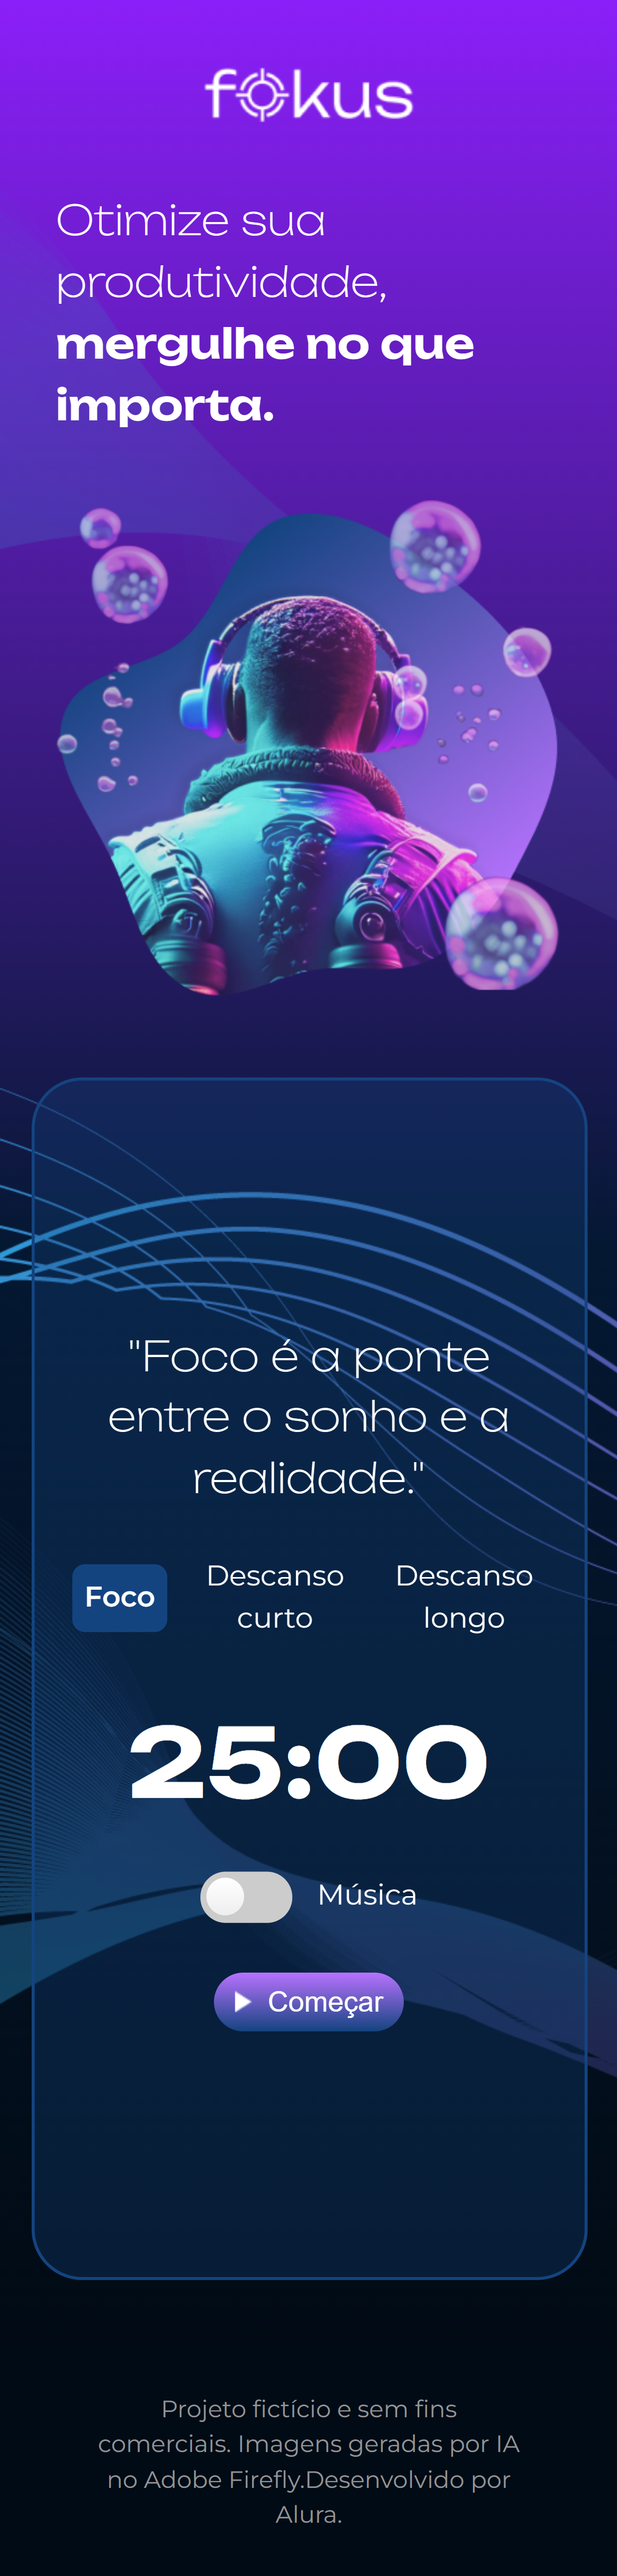 fokus
Otimize sua
produtividade,
mergulhe no que
importa.
"Foco é a ponte
entre o sonho e a
realidade."
Foco
Descanso
curto
Descanso
longo
25:00
Música
Começar
Projeto fictício e sem fins
comerciais. Imagens geradas por IA
no Adobe Firefly.Desenvolvido por
Alura.